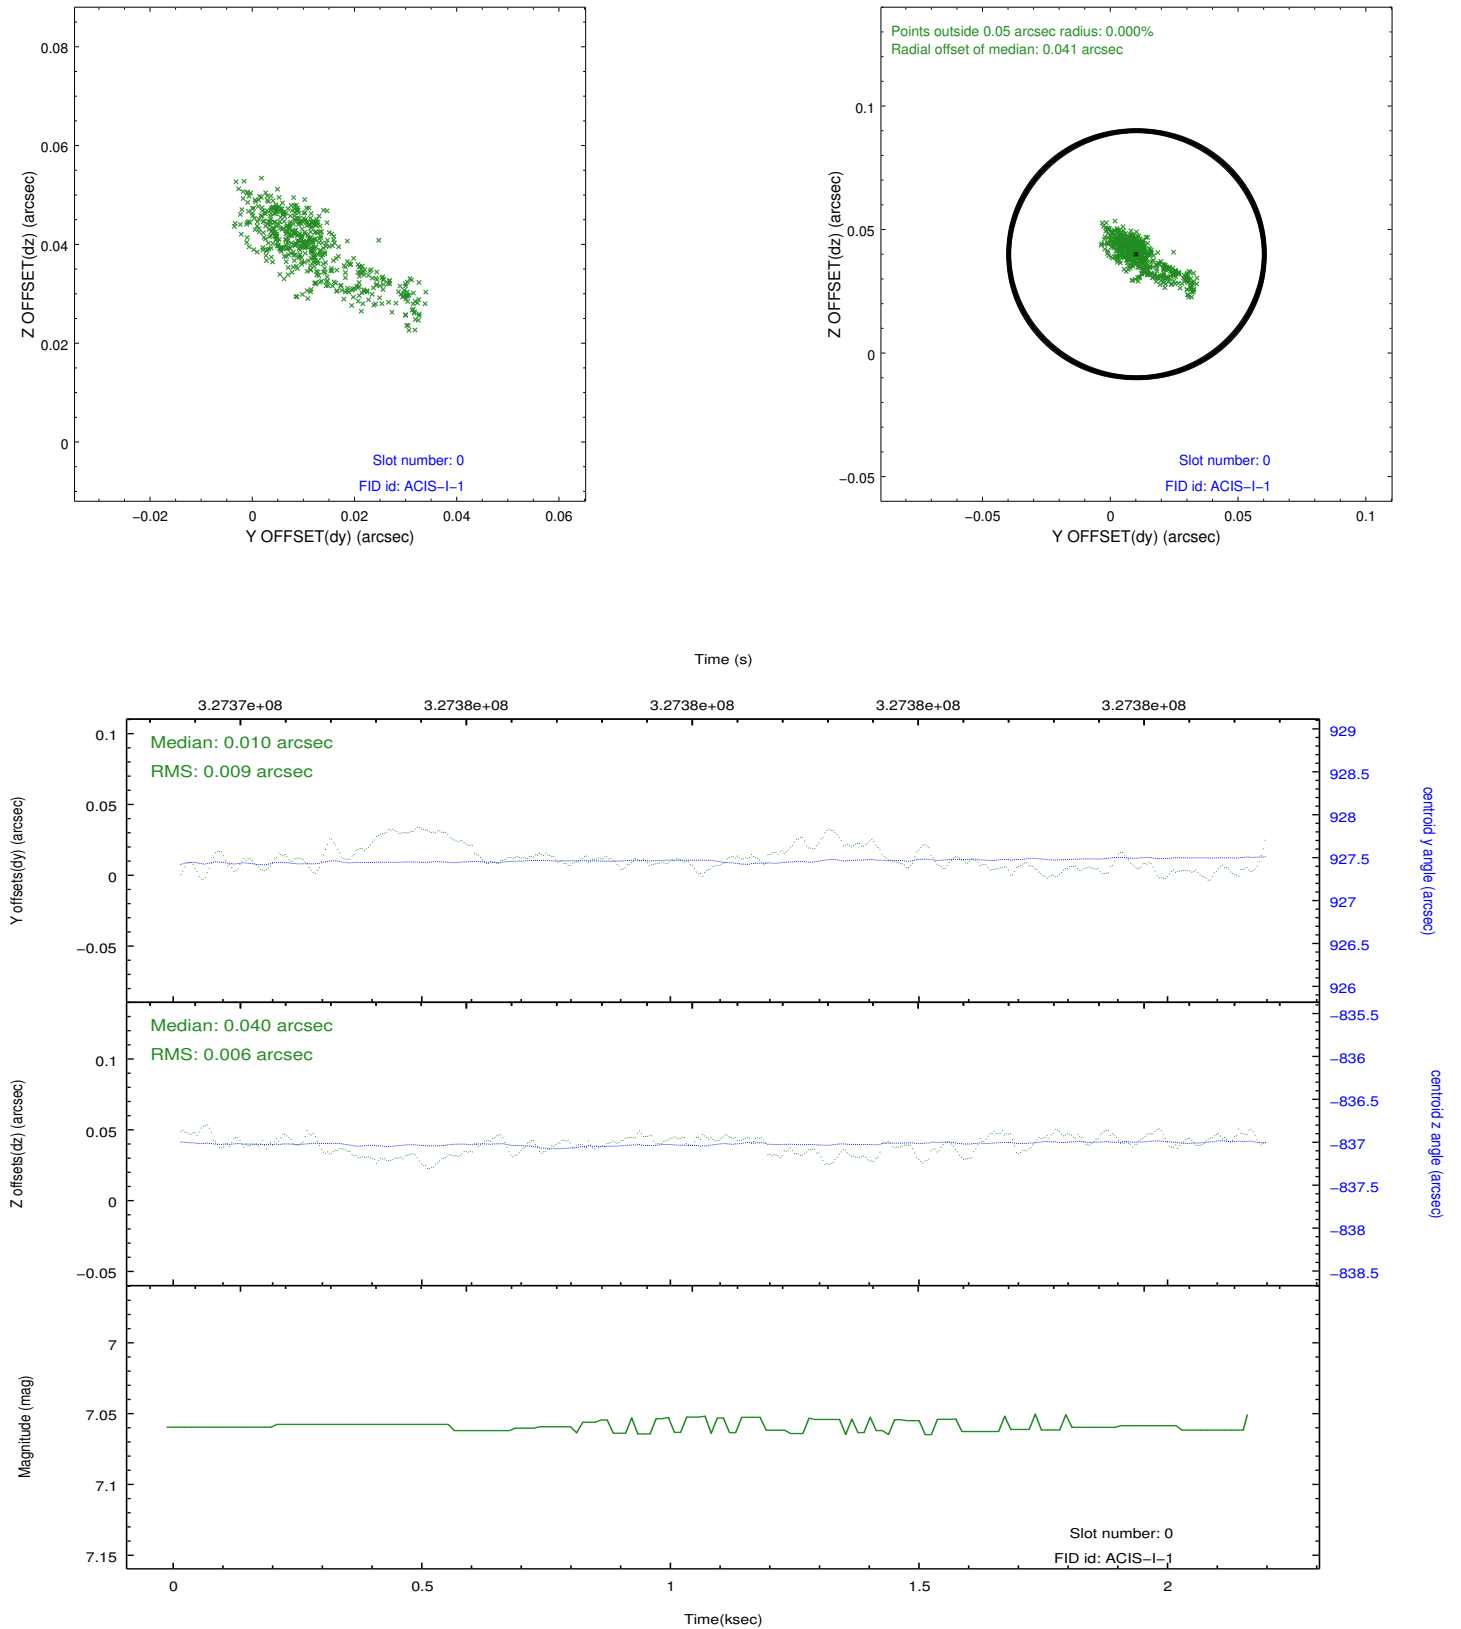 0.08
0.06
0.04
0.02
0
Z OFFSET(dz) (arcsec)
Slot number: 0
FID id: ACIS−I−1
−0.02 0 0.02 0.04 0.06
Y OFFSET(dy) (arcsec)
Points outside 0.05 arcsec radius: 0.000%
Radial offset of median: 0.041 arcsec
0.1
0.05
0
−0.05
Z OFFSET(dz) (arcsec)
Slot number: 0
FID id: ACIS−I−1
−0.05 0 0.05 0.1
Y OFFSET(dy) (arcsec)
Time (s)
3.2737e+08 3.2738e+08 3.2738e+08 3.2738e+08 3.2738e+08
Median: 0.010 arcsec
RMS: 0.009 arcsec
0.1
0.05
0
−0.05
Y offsets(dy) (arcsec)
929
928.5
928
927.5
927
926.5
926
centroid y angle (arcsec)
Median: 0.040 arcsec
RMS: 0.006 arcsec
0.1
0.05
0
−0.05
Z offsets(dz) (arcsec)
−835.5
−836
−836.5
−837
−837.5
−838
−838.5
centroid z angle (arcsec)
7
7.05
7.1
7.15
Magnitude (mag)
Slot number: 0
FID id: ACIS−I−1
0 0.5 1 1.5 2
Time(ksec)